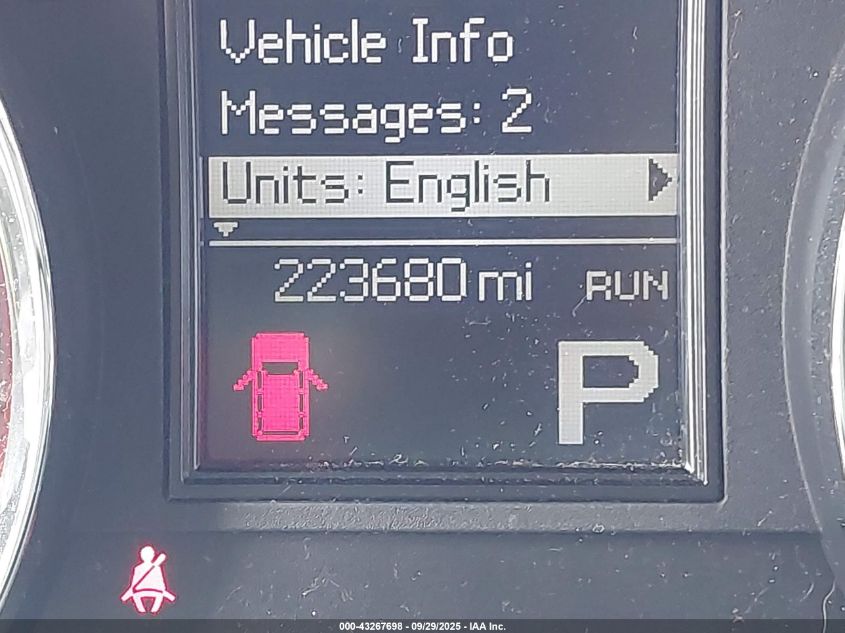 Vehicle Info
Messages: 2
Units: English
223680 mi RUN
P
000-43267698 - 09/29/2025 - IAA Inc.